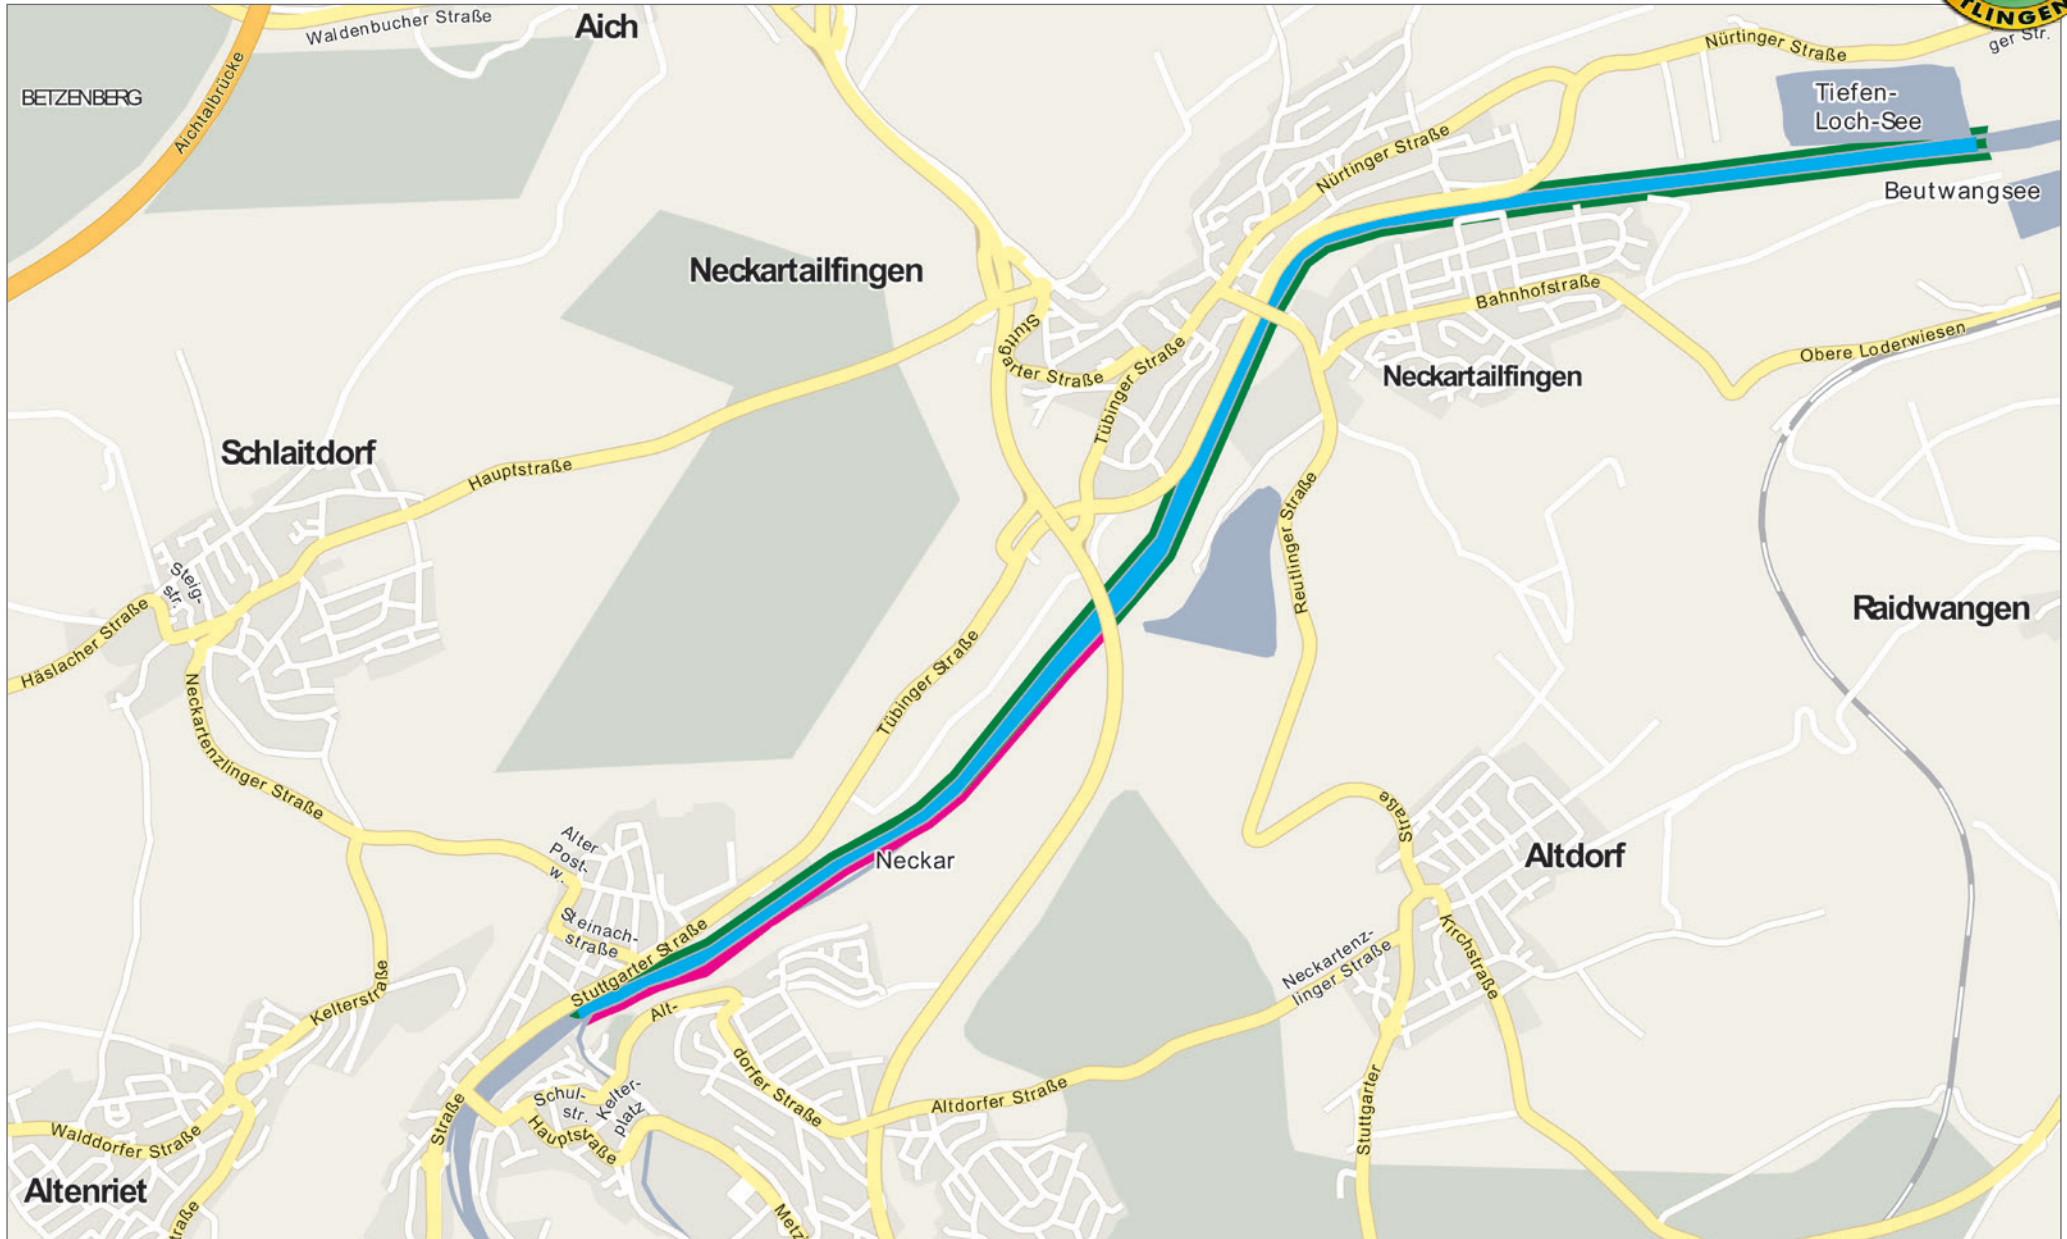 Waldenbucher Straße
Aich
TLINGEN
Nürtinger Straße
ger Str.
BETZENBERG
Aichtalbrücke
Tiefen-
Loch-See
Nürtinger Straße
Beutwangsee
Neckartailfingen
Bahnhofstraße
Stuttgarter Straße
Tübinger Straße
Obere Loderwiesen
Neckartailfingen
Schlaitdorf
Hauptstraße
Reutlinger Straße
Steig-
str.
Häslacher Straße
Raidwangen
Tübinger Straße
Neckartenzlinger Straße
Straße
Alter
Post-
w.
Neckar
Altdorf
Steinach-
straße
Stuttgarter Straße
Neckartenz-
linger Straße
Kirchstraße
Kelterstraße
Alt-
dorfer Straße
Schul-
str.
Kelter-
platz
Hauptstraße
Altdorfer Straße
Straße
Stuttgarter
Walddorfer Straße
Altenriet
traße
Metz